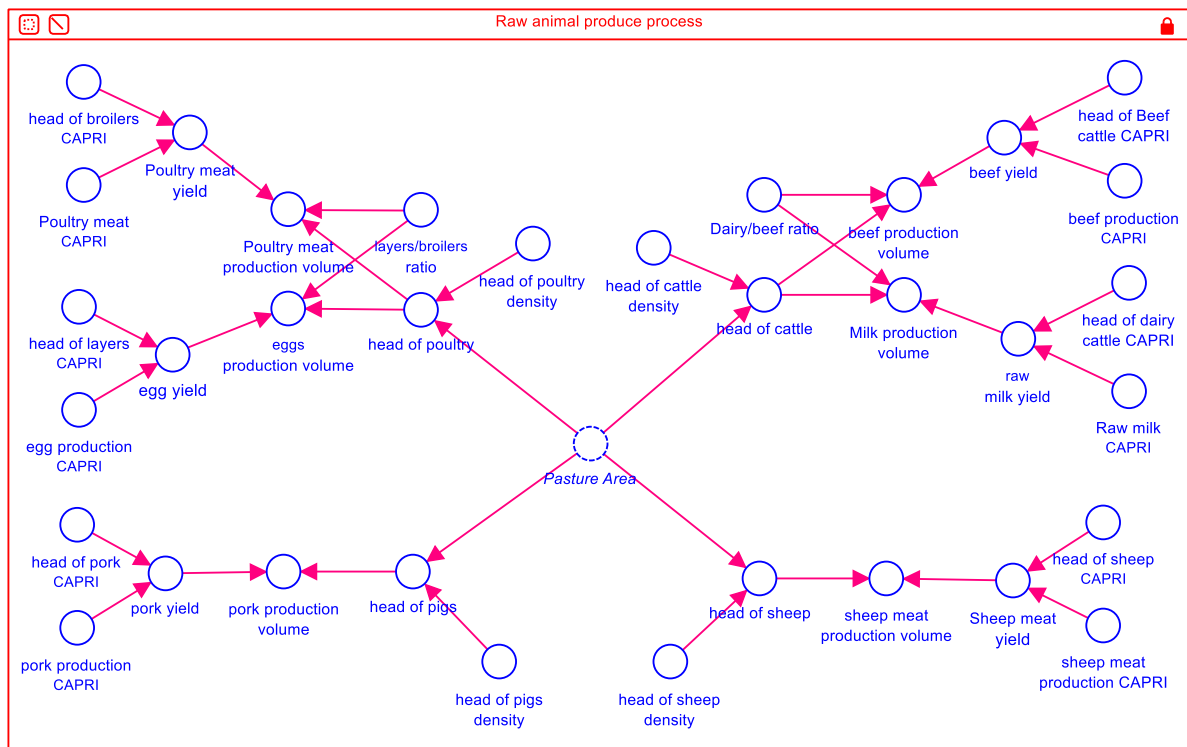 Raw animal produce process
head of broilers
CAPRI
Poultry meat
yield
Poultry meat
CAPRI
Poultry meat
production volume
layers/broilers
ratio
head of poultry
density
head of layers
CAPRI
egg yield
eggs
production volume
head of poultry
egg production
CAPRI
head of Beef
cattle CAPRI
beef yield
beef production
CAPRI
Dairy/beef ratio
beef production
volume
head of cattle
density
head of cattle
Milk production
volume
head of dairy
cattle CAPRI
raw
milk yield
Raw milk
CAPRI
Pasture Area
head of pork
CAPRI
pork yield
pork production
volume
head of pigs
pork production
CAPRI
head of pigs
density
head of sheep
sheep meat
production volume
Sheep meat
yield
head of sheep
CAPRI
head of sheep
density
sheep meat
production CAPRI